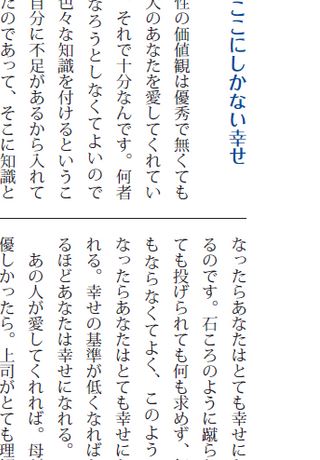 ここにしかない幸せ
性の価値観は優秀で無くても
人のあなたを愛してくれてい
それで十分なんです。何者
なろうとしなくてよいので
色々な知識を付けるというこ
自分に不足があるから入れて
たのであって、そこに知識と
なったらあなたはとても幸せに
るのです。石ころのように蹴ら
ても投げられても何も求めず、
もならなくてよく、このよう
なったらあなたはとても幸せに
れる。幸せの基準が低くなれば
るほどあなたは幸せになれる。
あの人が愛してくれれば。母
優しかったら。上司がとても理